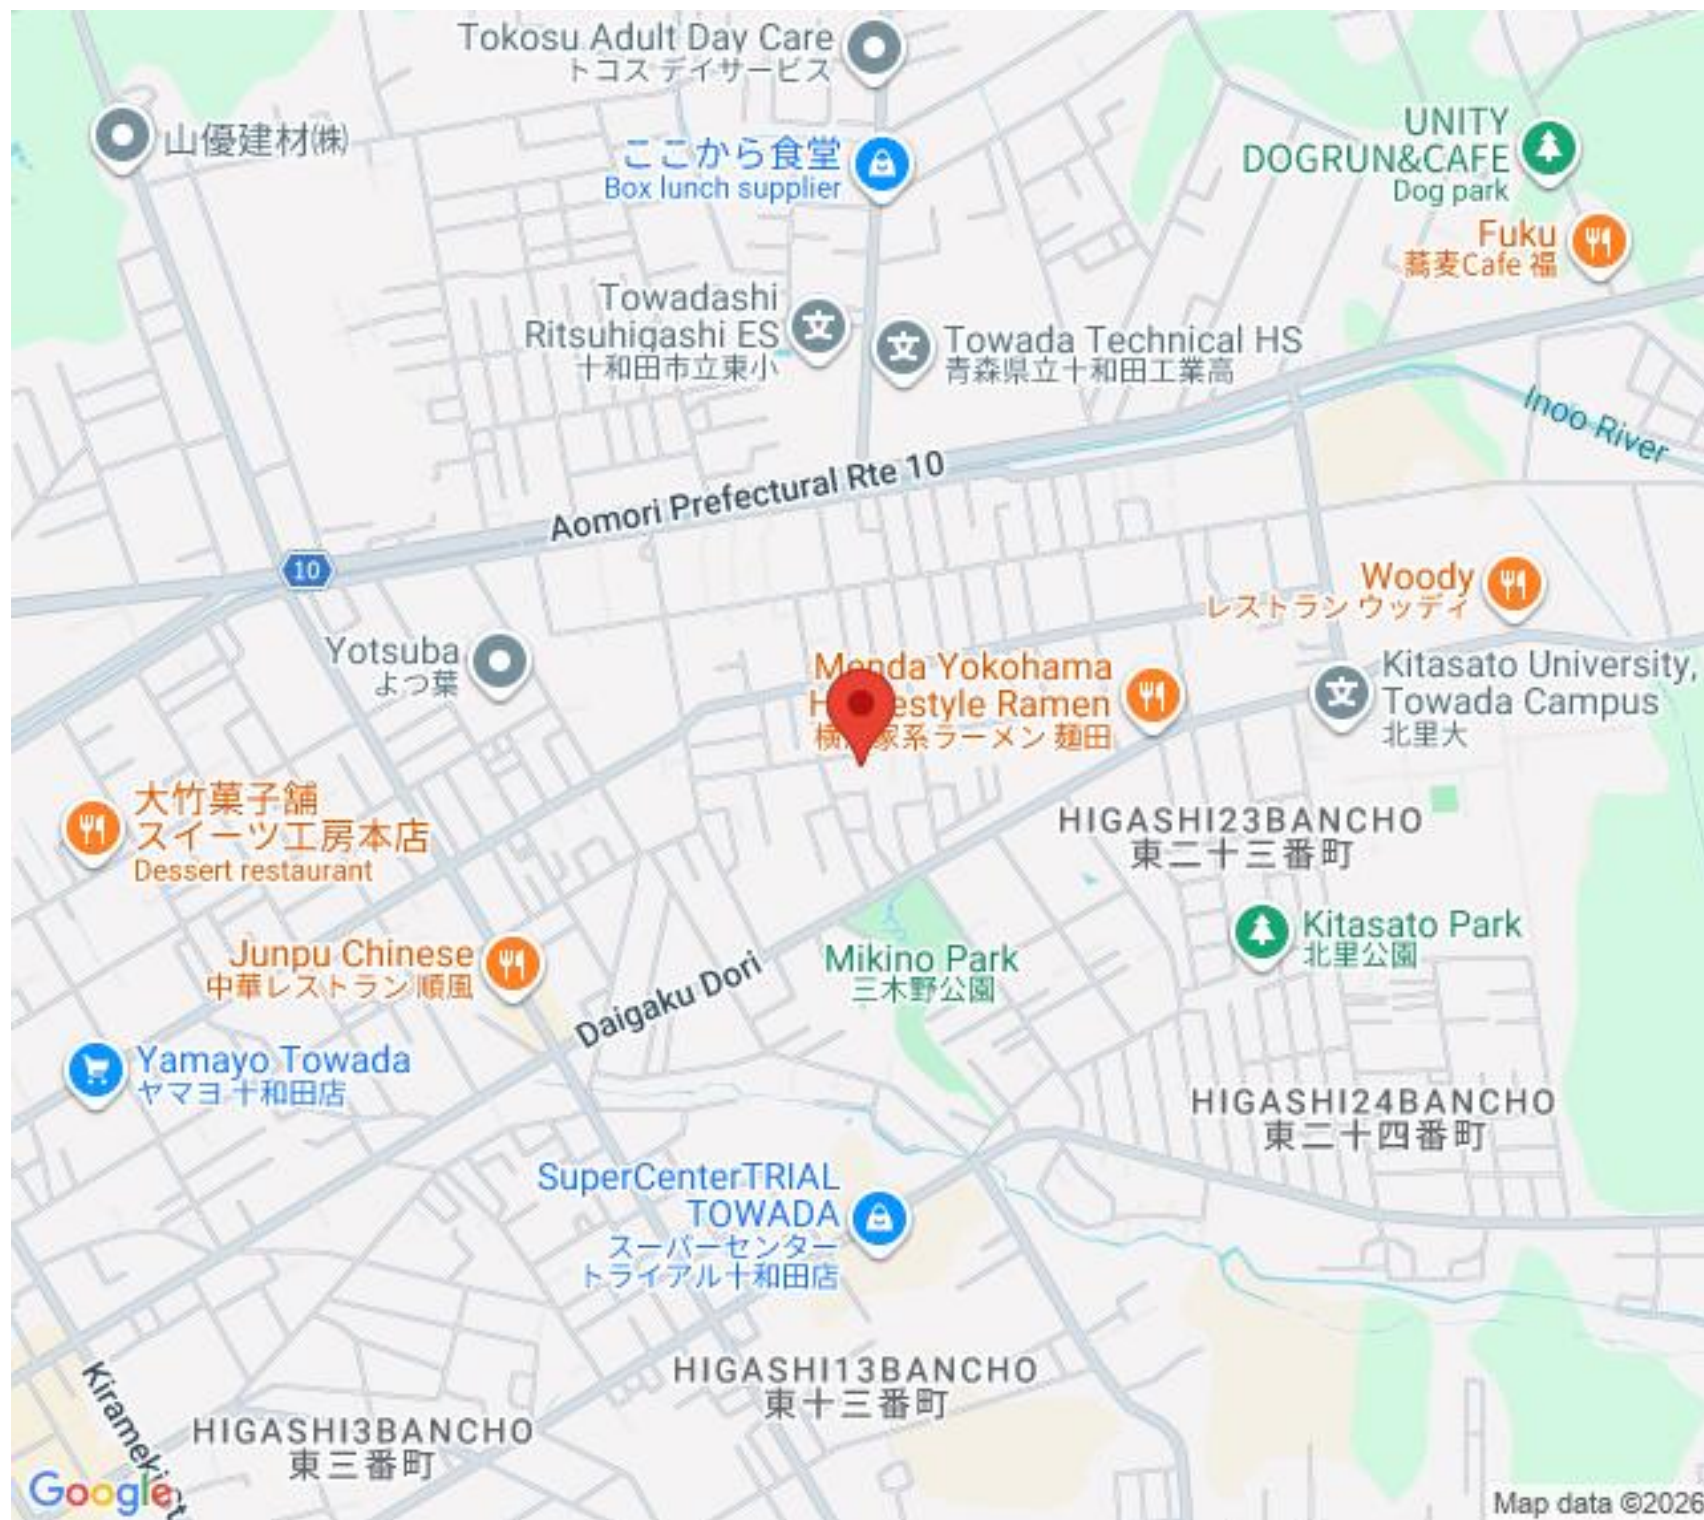 Tokosu Adult Day Care
トコス デイサービス
山優建材㈱
ここから食堂
Box lunch supplier
UNITY
DOGRUN&CAFE
Dog park
Fuku
蕎麦Cafe 福
Towadashi
Ritsuhigashi ES
十和田市立東小
Towada Technical HS
青森県立十和田工業高
Inoo River
Aomori Prefectural Rte 10
10
Woody
レストラン ウッディ
Yotsuba
よつ葉
Yokohama
Ramen
家系ラーメン 麺田
Kitasato University,
Towada Campus
北里大
大竹菓子舗
スイーツ工房本店
Dessert restaurant
HIGASHI23BANCHO
東二十三番町
Kitasato Park
北里公園
Junpu Chinese
中華レストラン 順風
Daigaku Dori
Mikino Park
三木野公園
Yamayo Towada
ヤマヨ 十和田店
HIGASHI24BANCHO
東二十四番町
SuperCenterTRIAL
TOWADA
スーパーセンター
トライアル十和田店
HIGASHI13BANCHO
東十三番町
HIGASHI3BANCHO
東三番町
Kirameki
Google
Map data ©2026